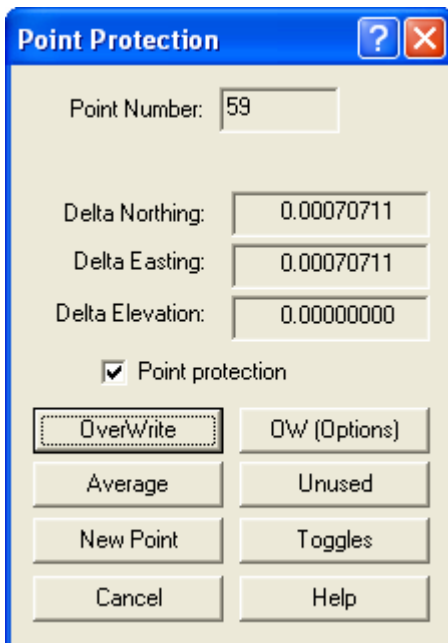 Point Protection
Point Number: 59
Delta Northing: 0.00070711
Delta Easting: 0.00070711
Delta Elevation: 0.00000000
Point protection
OverWrite OW (Options)
Average Unused
New Point Toggles
Cancel Help